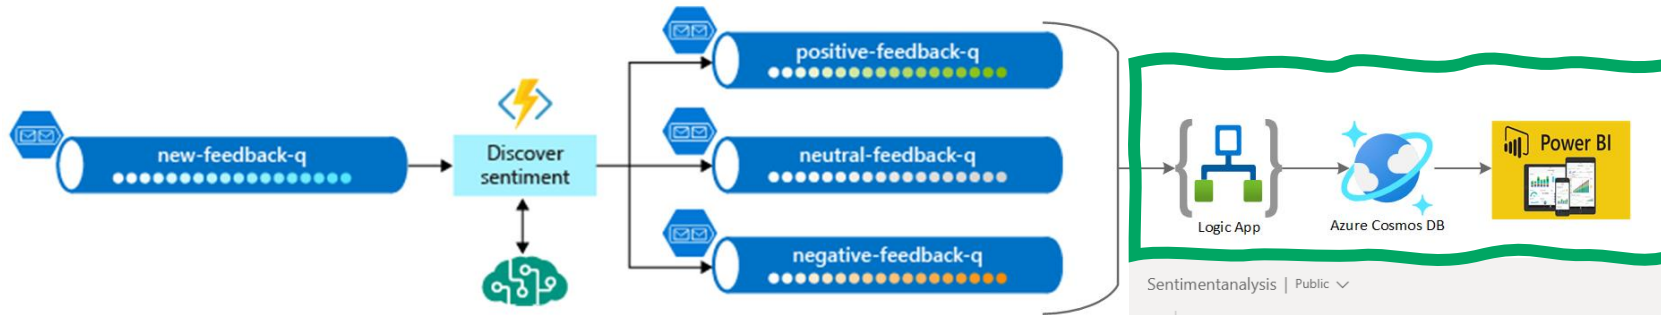 new-feedback-q
Discover
sentiment
positive-feedback-q
neutral-feedback-q
negative-feedback-q
Logic App
Azure Cosmos DB
Power BI
Sentimentanalysis | Public